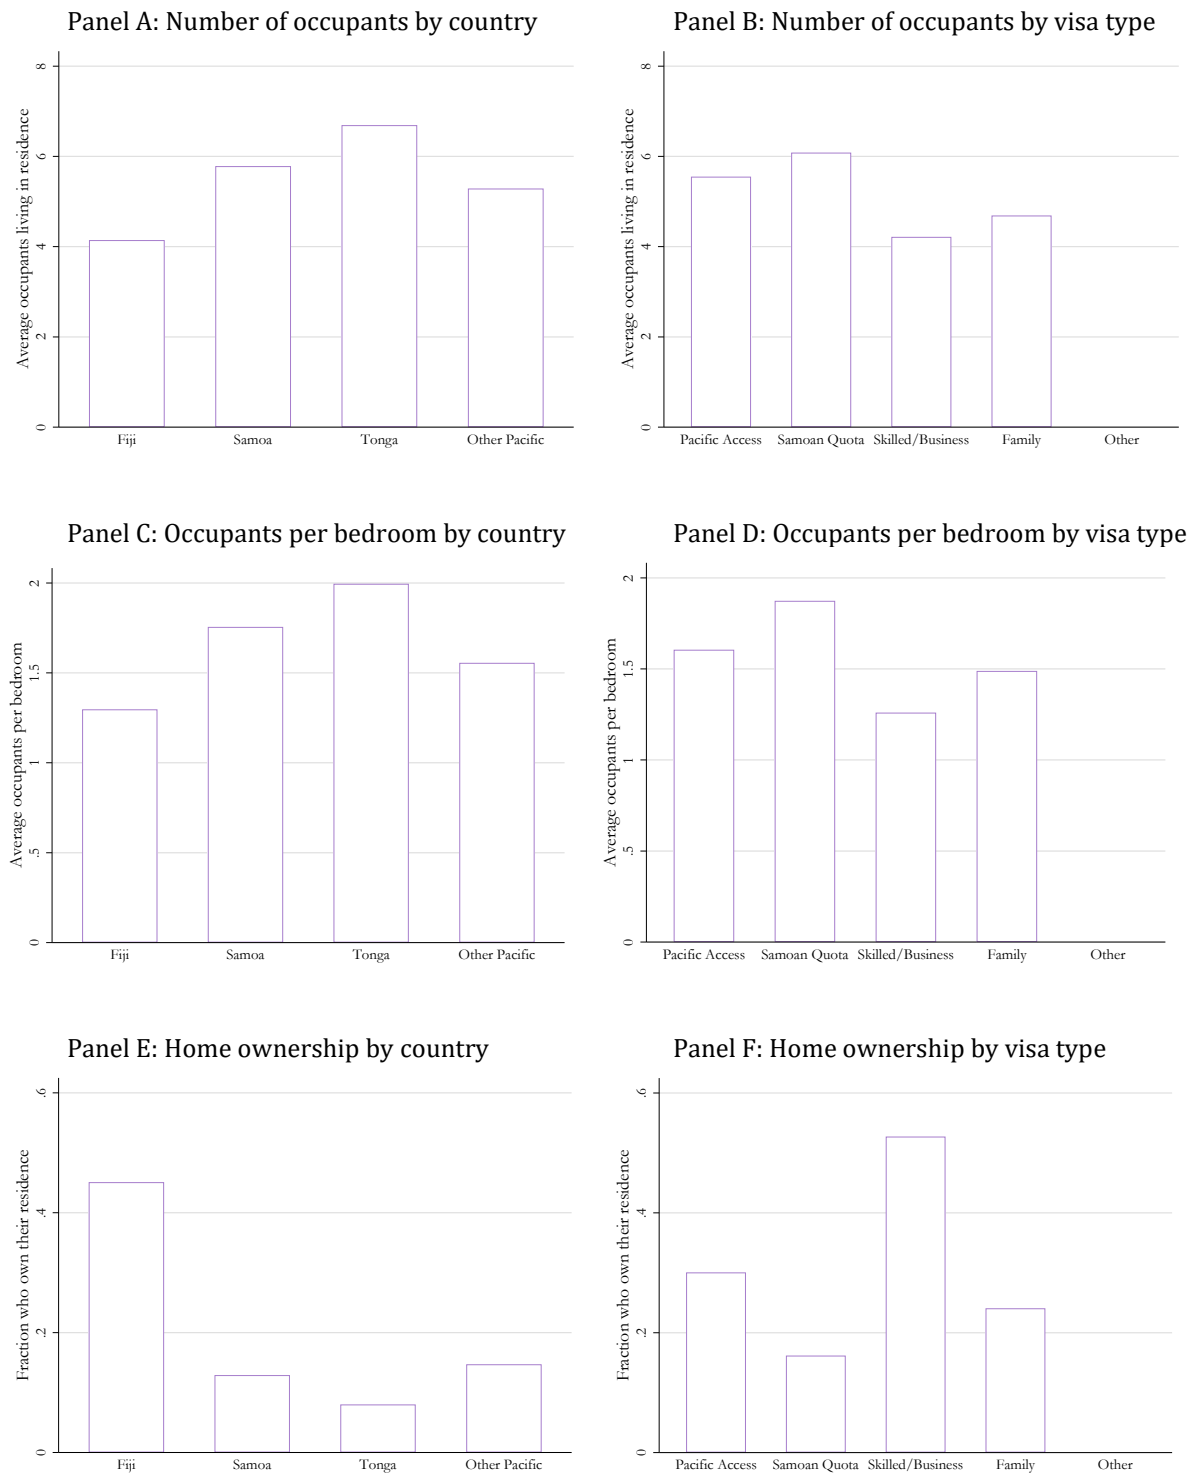 Panel A: Number of occupants by country
Average occupants living in residence
8
6
4
2
0
Fiji Samoa Tonga Other Pacific
Panel B: Number of occupants by visa type
Average occupants living in residence
8
6
4
2
0
Pacific Access Samoan Quota Skilled/Business Family Other
Panel C: Occupants per bedroom by country
Average occupants per bedroom
2
1.5
1
.5
0
Fiji Samoa Tonga Other Pacific
Panel D: Occupants per bedroom by visa type
Average occupants per bedroom
2
1.5
1
.5
0
Pacific Access Samoan Quota Skilled/Business Family Other
Panel E: Home ownership by country
Fraction who own their residence
.6
.4
.2
0
Fiji Samoa Tonga Other Pacific
Panel F: Home ownership by visa type
Fraction who own their residence
.6
.4
.2
0
Pacific Access Samoan Quota Skilled/Business Family Other